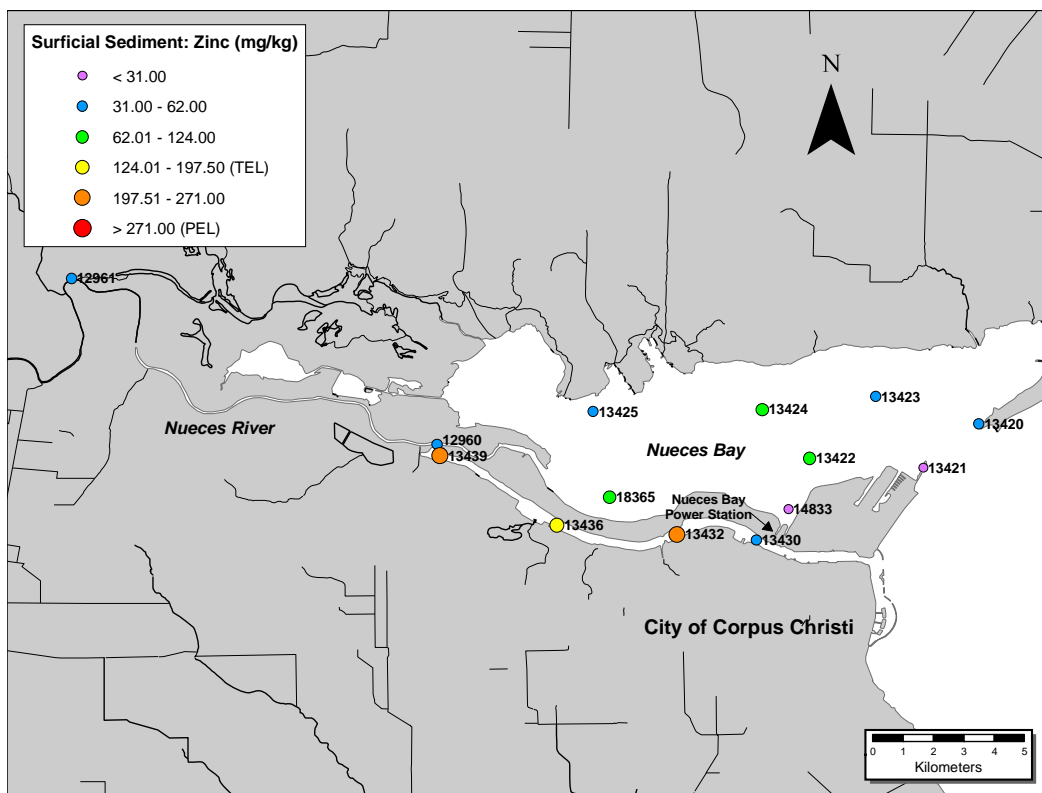 Surficial Sediment: Zinc (mg/kg)
< 31.00
31.00 - 62.00
62.01 - 124.00
124.01 - 197.50 (TEL)
197.51 - 271.00
> 271.00 (PEL)
N
12961
13425
13424
13423
13420
Nueces River
12960
13439
Nueces Bay
13422
13421
18365
Nueces Bay
Power Station
14833
13436
13432
13430
City of Corpus Christi
0 1 2 3 4 5
Kilometers